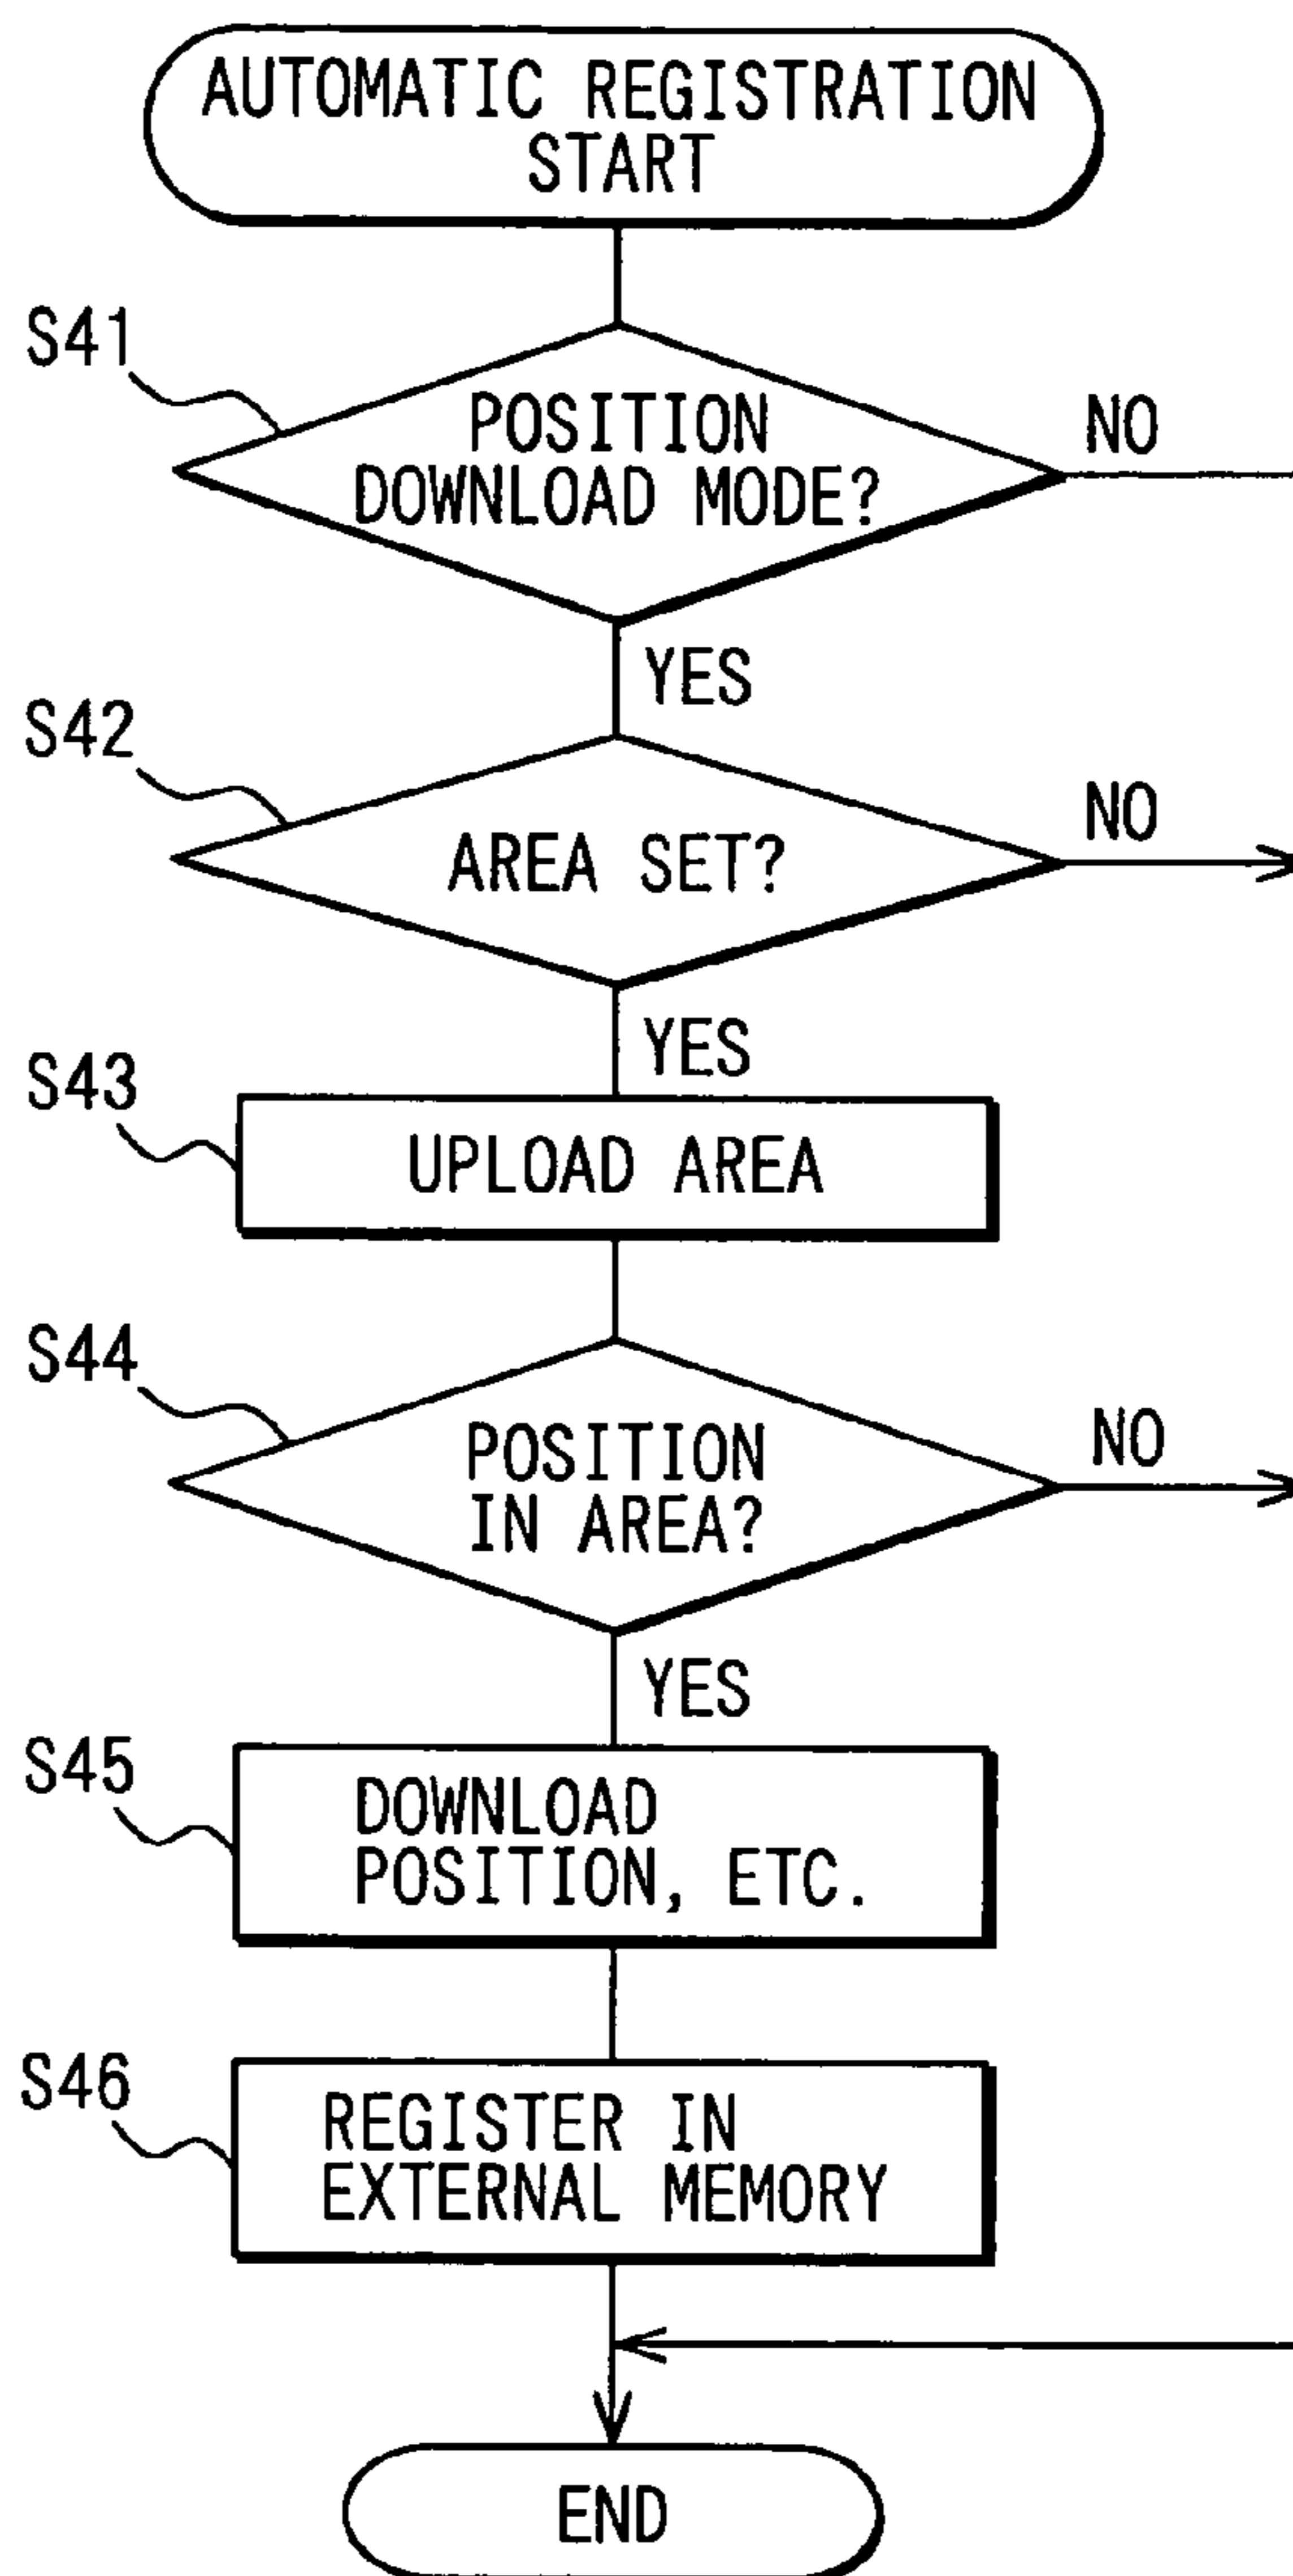 AUTOMATIC REGISTRATION
START
S41
POSITION
DOWNLOAD MODE?
NO
YES
S42
AREA SET?
NO
YES
S43
UPLOAD AREA
S44
POSITION
IN AREA?
NO
YES
S45
DOWNLOAD
POSITION, ETC.
S46
REGISTER IN
EXTERNAL MEMORY
END